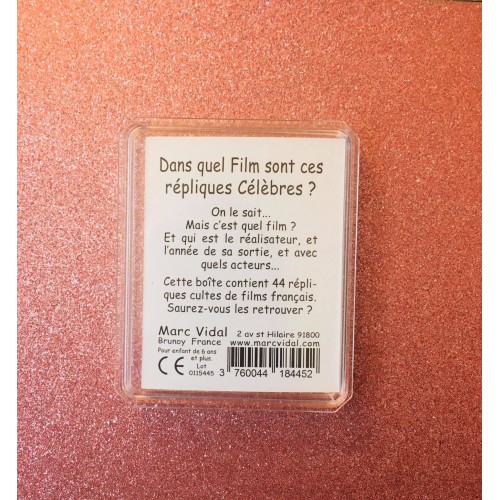 Dans quel Film sont ces
répliques Célèbres ?
On le sait...
Mais c'est quel film ?
Et qui est le réalisateur, et
l'année de sa sortie, et avec
quels acteurs...
Cette boîte contient 44 répli-
ques cultes de films français.
Saurez-vous les retrouver ?
Marc Vidal 2 av st Hilaire 91800
Brunoy France www.marcvidal.com
Pour enfant de 6 ans
et plus.
CE Lot
0115445
3 760044 184452